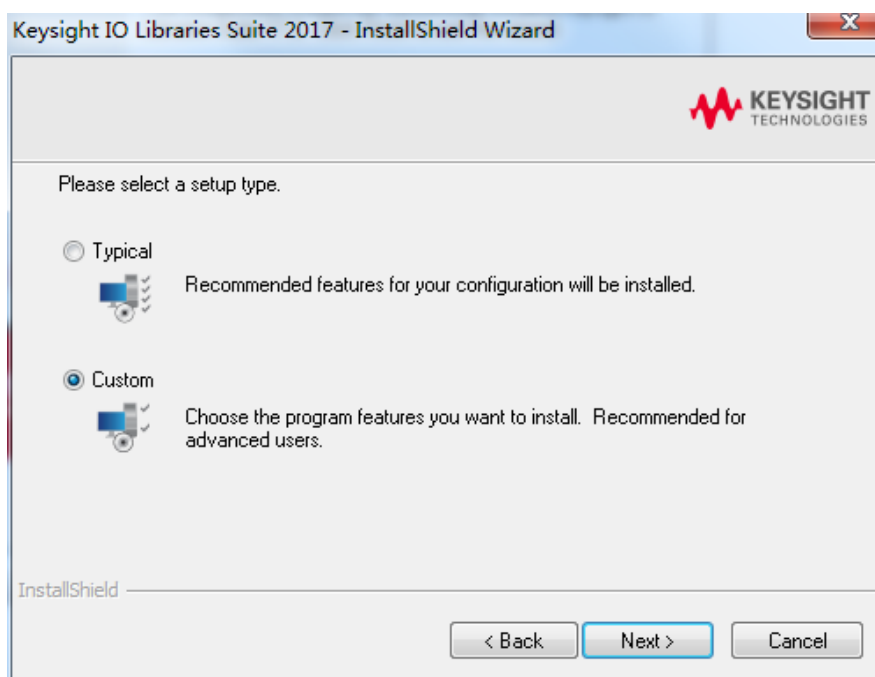 Keysight IO Libraries Suite 2017 - InstallShield Wizard
KEYSIGHT
TECHNOLOGIES
Please select a setup type.
Typical
Recommended features for your configuration will be installed.
Custom
Choose the program features you want to install.  Recommended for
advanced users.
InstallShield
< Back
Next >
Cancel